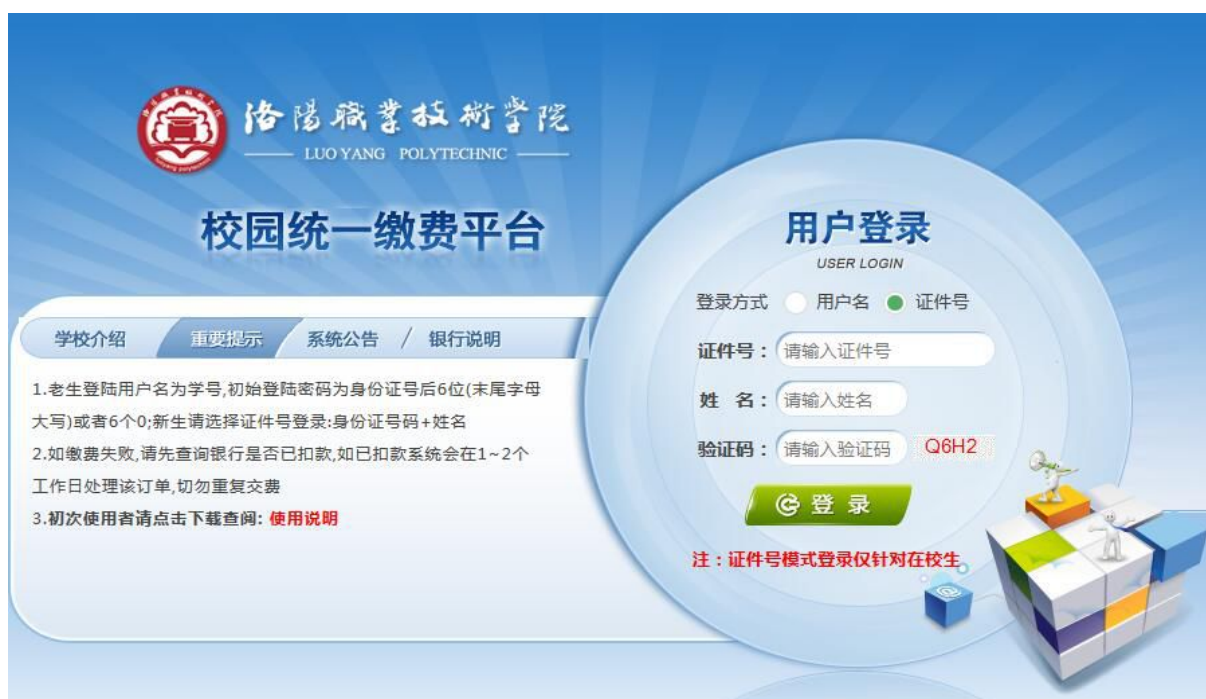 洛陽職業技術學院
LUO YANG POLYTECHNIC
校园统一缴费平台
学校介绍 重要提示 系统公告 / 银行说明
1.老生登陆用户名为学号,初始登陆密码为身份证号后6位(末尾字母
大写)或者6个0;新生请选择证件号登录:身份证号码+姓名
2.如缴费失败,请先查询银行是否已扣款,如已扣款系统会在1~2个
工作日处理该订单,切勿重复交费
3.初次使用者请点击下载查阅: 使用说明
用户登录
USER LOGIN
登录方式 用户名 证件号
证件号： 请输入证件号
姓 名： 请输入姓名
验证码： 请输入验证码 Q6H2
登 录
注：证件号模式登录仅针对在校生